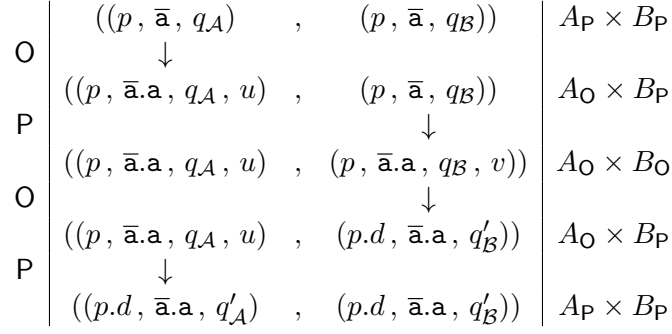 ((p, a̅, q_𝒜) , (p, a̅, q_ℬ)) A_P × B_P
O ↓
((p, a̅.a, q_𝒜, u) , (p, a̅, q_ℬ)) A_O × B_P
P ↓
((p, a̅.a, q_𝒜, u) , (p, a̅.a, q_ℬ, v)) A_O × B_O
O ↓
((p, a̅.a, q_𝒜, u) , (p.d, a̅.a, q′_ℬ)) A_O × B_P
P ↓
((p.d, a̅.a, q′_𝒜) , (p.d, a̅.a, q′_ℬ)) A_P × B_P